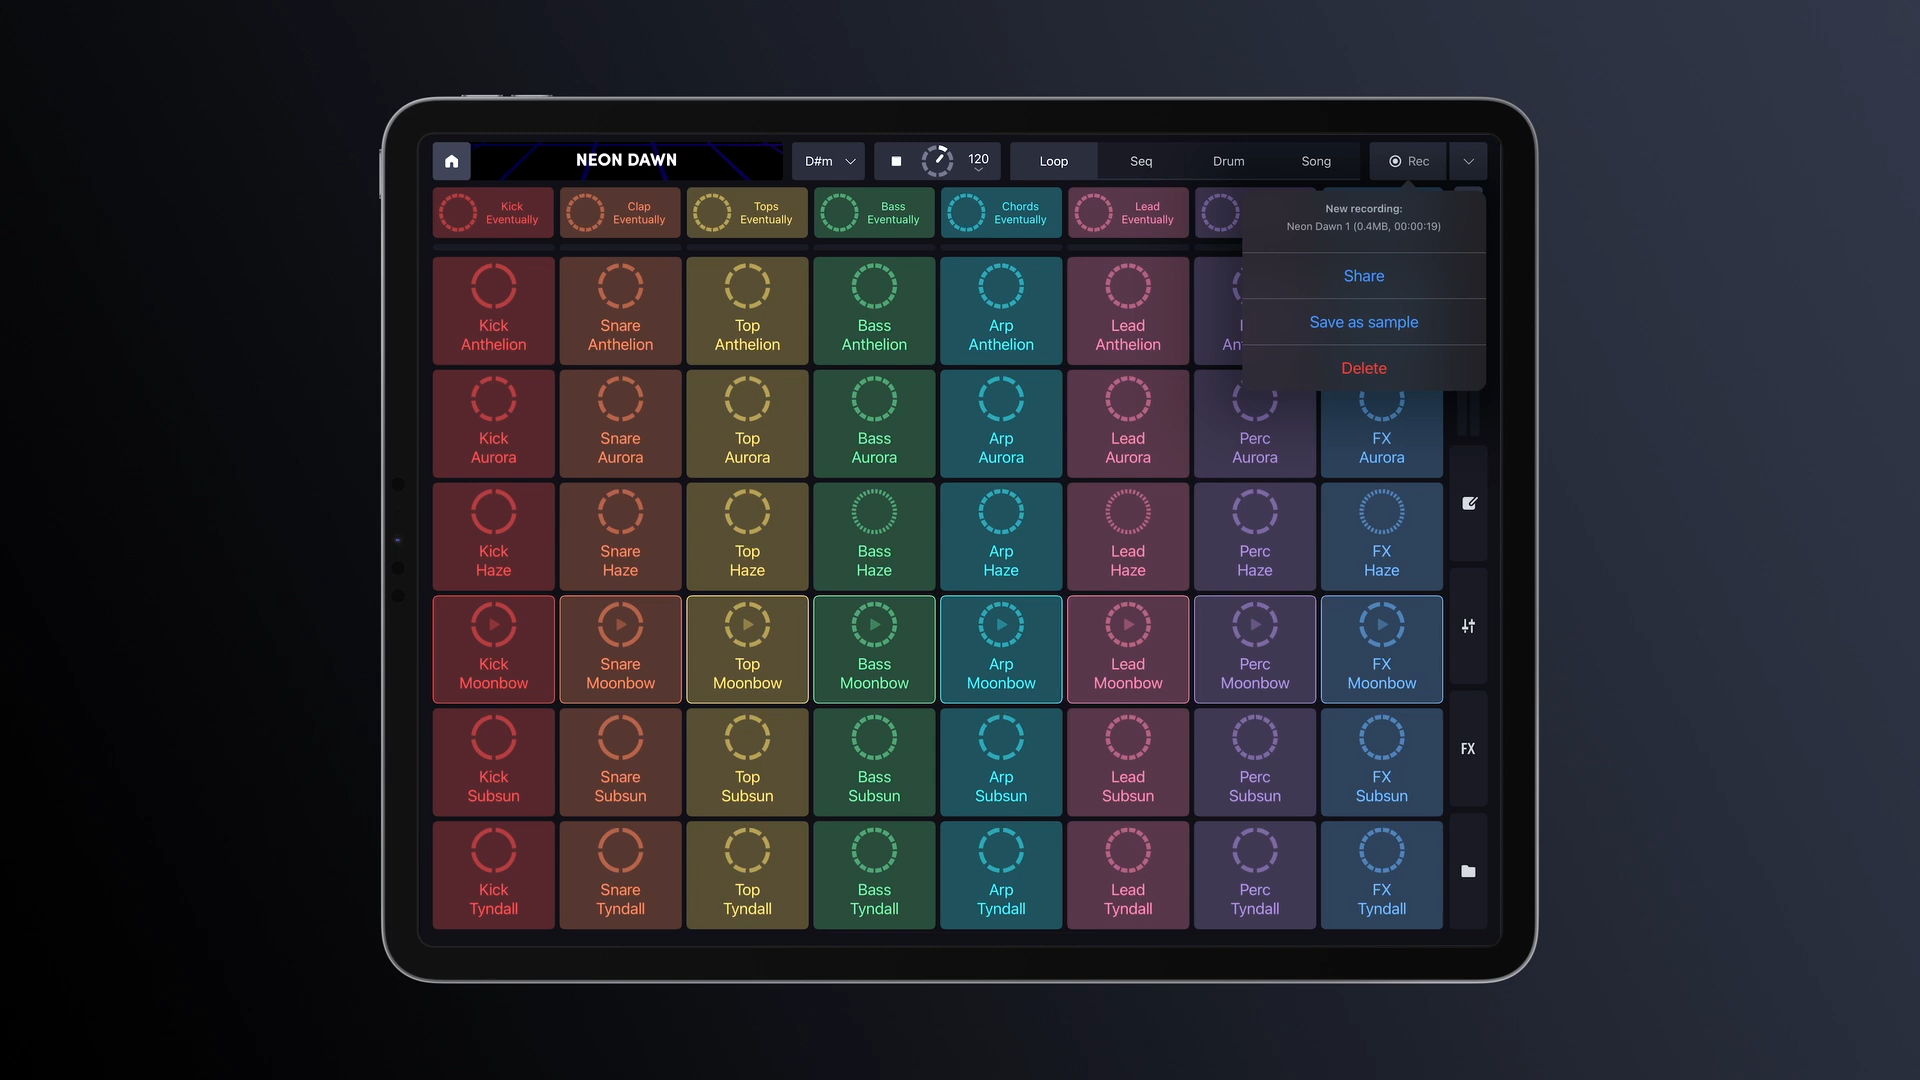 NEON DAWN
D#m
120
Loop
Seq
Drum
Song
Rec
Kick
Eventually
Clap
Eventually
Tops
Eventually
Bass
Eventually
Chords
Eventually
Lead
Eventually
New recording:
Neon Dawn 1 (0.4MB, 00:00:19)
Share
Save as sample
Delete
Kick
Anthelion
Snare
Anthelion
Top
Anthelion
Bass
Anthelion
Arp
Anthelion
Lead
Anthelion
Kick
Aurora
Snare
Aurora
Top
Aurora
Bass
Aurora
Arp
Aurora
Lead
Aurora
Perc
Aurora
FX
Aurora
Kick
Haze
Snare
Haze
Top
Haze
Bass
Haze
Arp
Haze
Lead
Haze
Perc
Haze
FX
Haze
Kick
Moonbow
Snare
Moonbow
Top
Moonbow
Bass
Moonbow
Arp
Moonbow
Lead
Moonbow
Perc
Moonbow
FX
Moonbow
Kick
Subsun
Snare
Subsun
Top
Subsun
Bass
Subsun
Arp
Subsun
Lead
Subsun
Perc
Subsun
FX
Subsun
FX
Kick
Tyndall
Snare
Tyndall
Top
Tyndall
Bass
Tyndall
Arp
Tyndall
Lead
Tyndall
Perc
Tyndall
FX
Tyndall